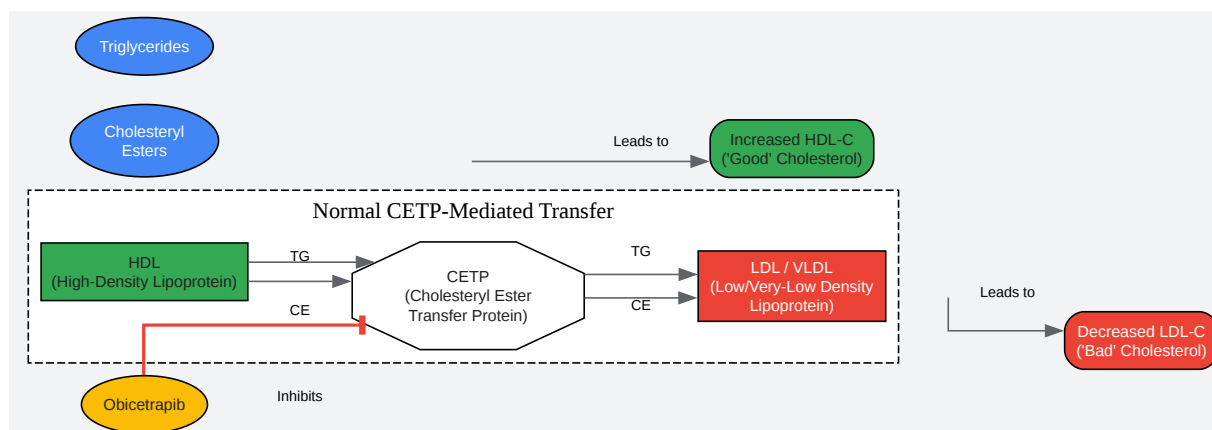 Triglycerides
Cholesteryl
Esters
Leads to
Increased HDL-C
('Good' Cholesterol)
Normal CETP-Mediated Transfer
HDL
(High-Density Lipoprotein)
TG
CE
CETP
(Cholesteryl Ester
Transfer Protein)
TG
CE
LDL / VLDL
(Low/Very-Low Density
Lipoprotein)
Leads to
Decreased LDL-C
('Bad' Cholesterol)
Obicetrapib
Inhibits